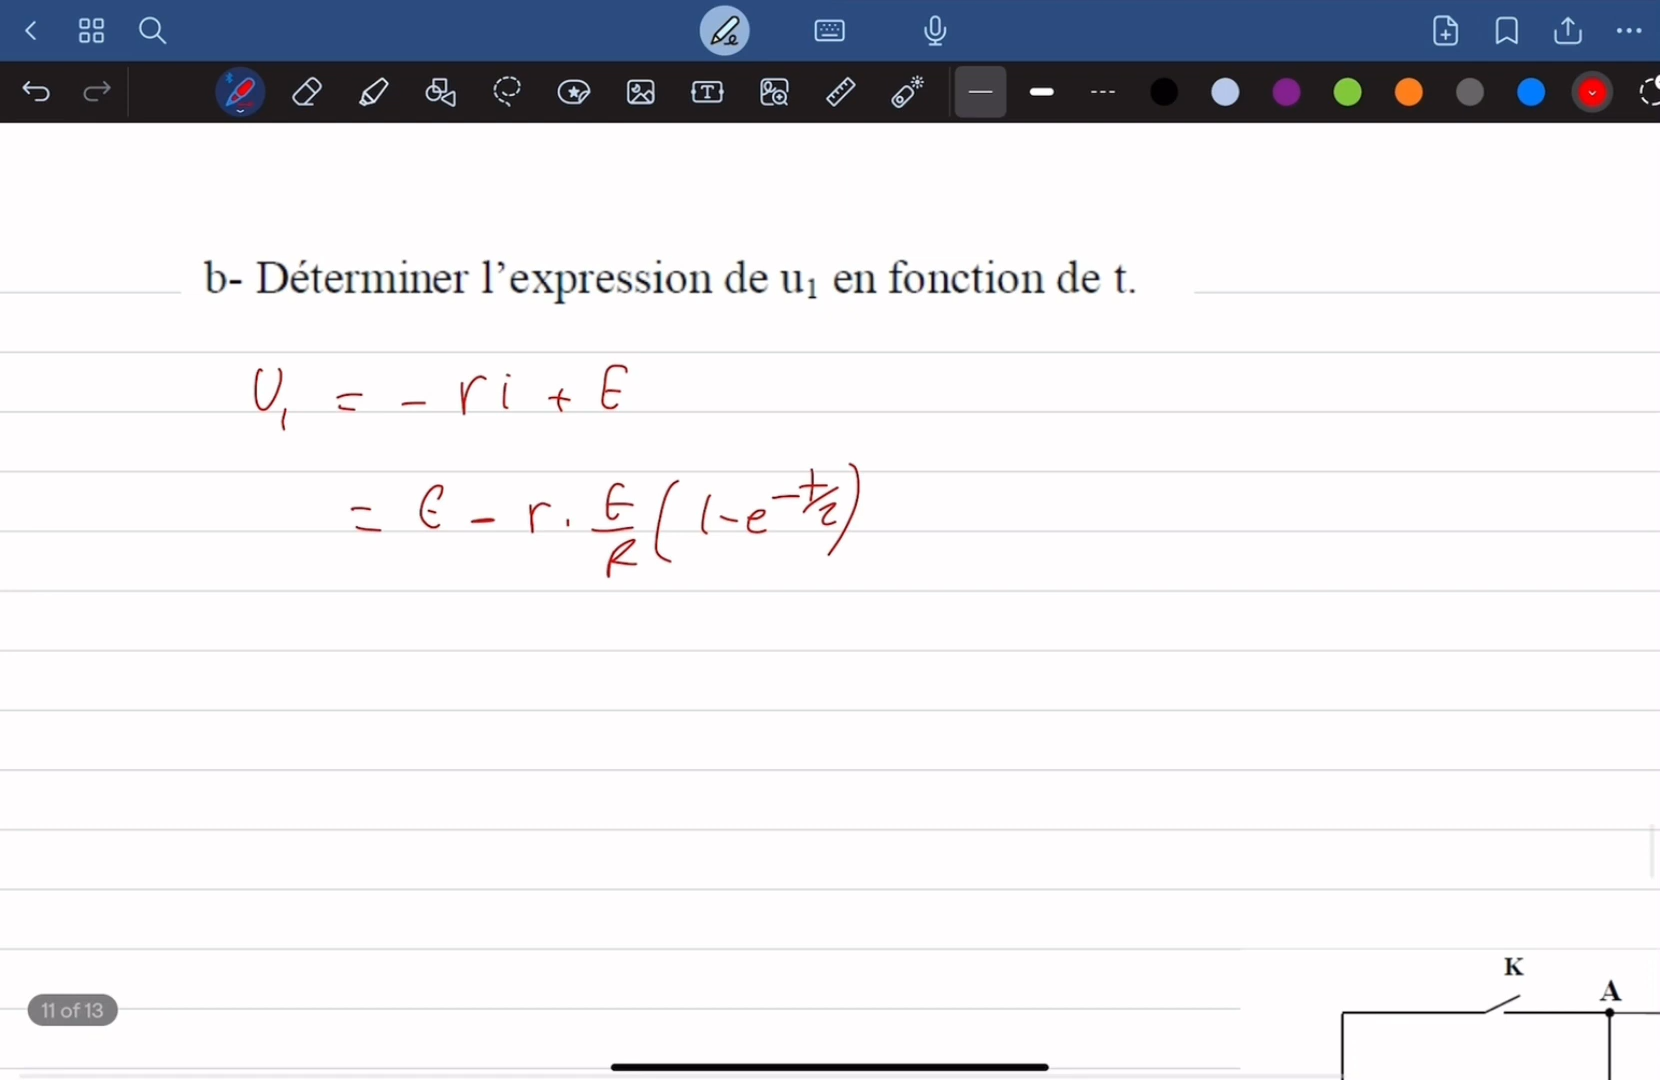 b- Déterminer l’expression de u₁ en fonction de t.
U₁ = - r i + E
= E - r . E/R ( 1 - e^(-t/τ) )
K
A
11 of 13